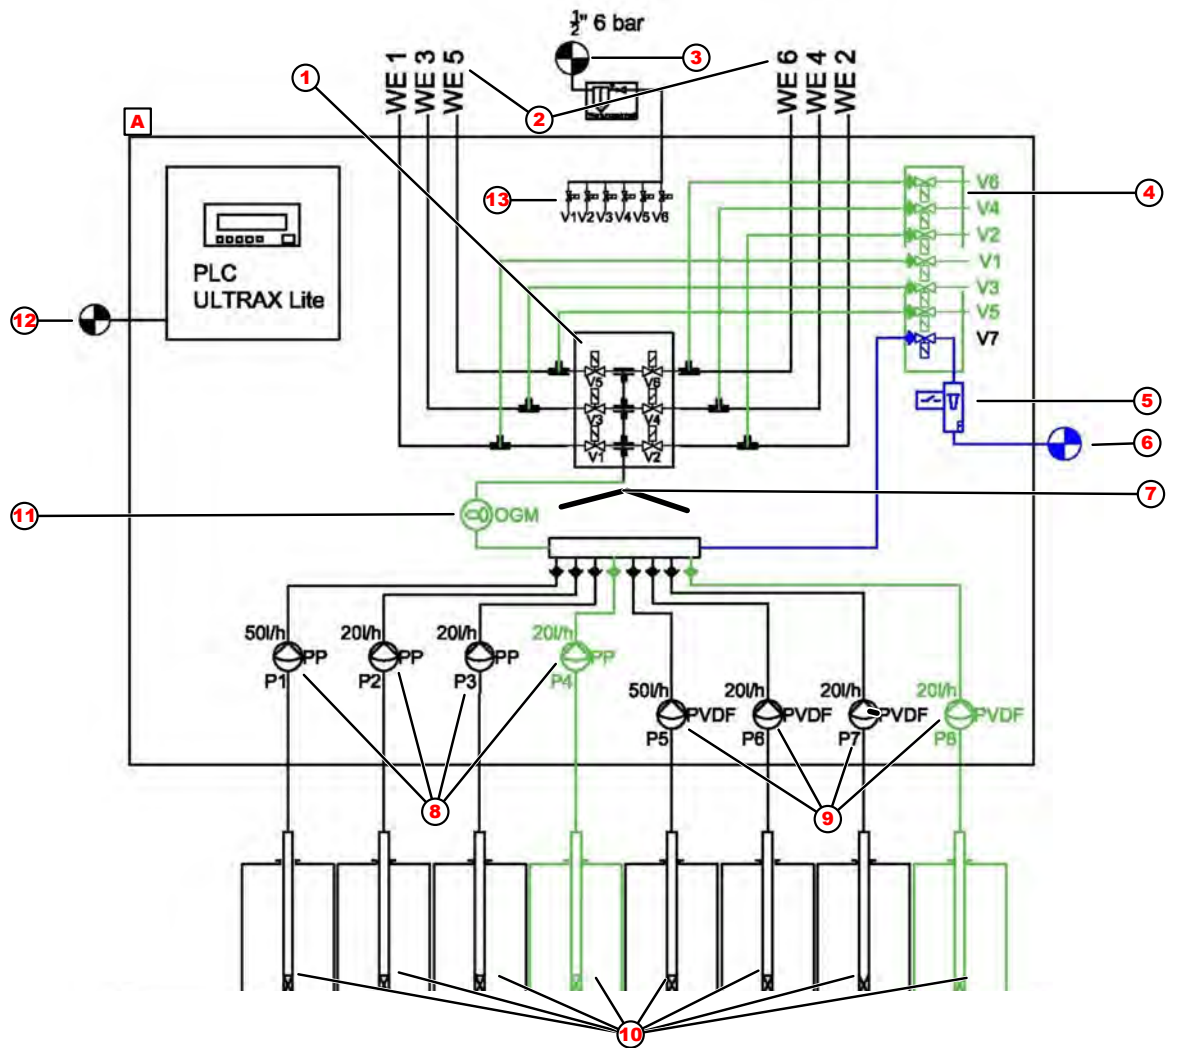 ½" 6 bar
3
WE 1
WE 3
WE 5
WE 6
WE 4
WE 2
1
2
A
13
V1 V2 V3 V4 V5 V6
V6
4
V4
V2
V1
V3
V5
V7
PLC
ULTRAX Lite
12
V5
V6
V3
V4
V1
V2
5
6
7
11
OGM
50l/h
PP
P1
20l/h
PP
P2
20l/h
PP
P3
20l/h
PP
P4
50l/h
PVDF
P5
20l/h
PVDF
P6
20l/h
PVDF
P7
20l/h
PVDF
P8
8
9
10